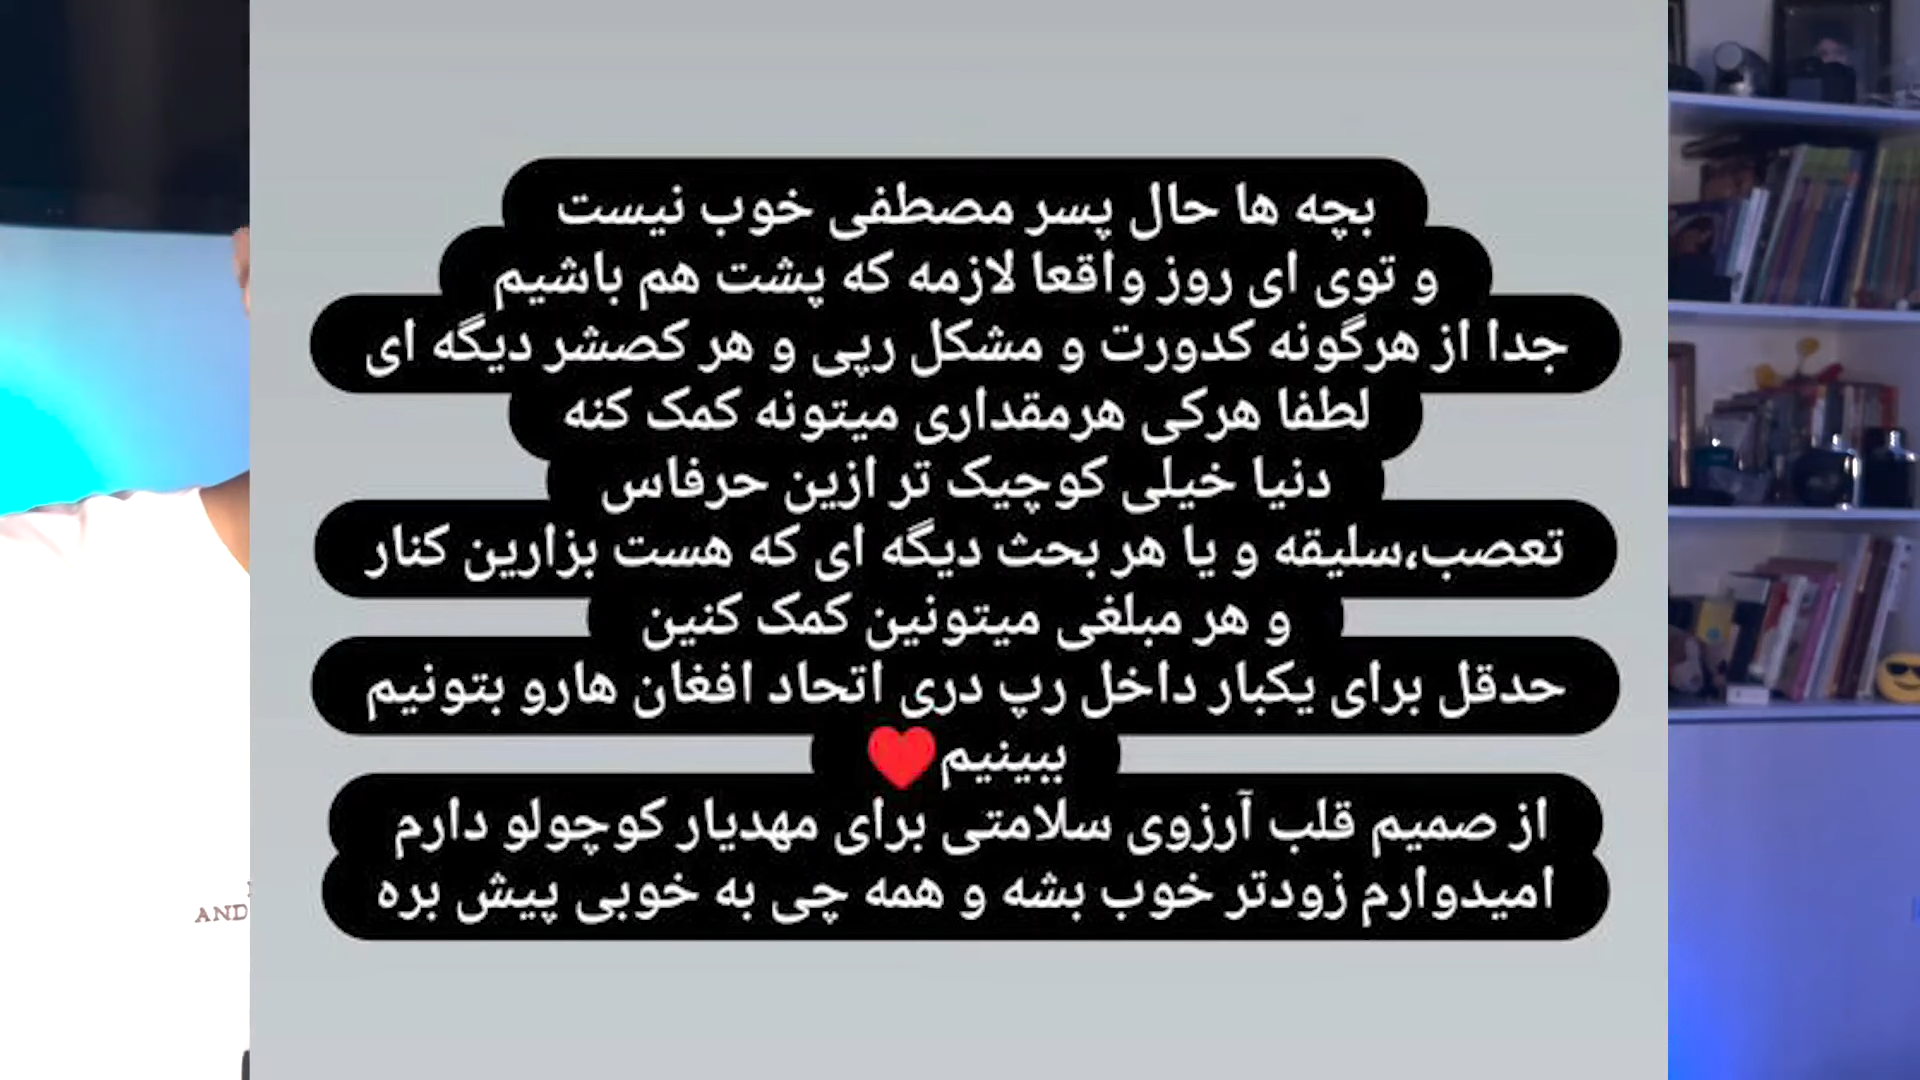 بچه ها حال پسر مصطفی خوب نیست
و توی ای روز واقعا لازمه که پشت هم باشیم
جدا از هرگونه کدورت و مشکل رپی و هر کصشر دیگه ای
لطفا هرکی هرمقداری میتونه کمک کنه
دنیا خیلی کوچیک تر ازین حرفاس
تعصب،سلیقه و یا هر بحث دیگه ای که هست بزارین کنار
و هر مبلغی میتونین کمک کنین
حدقل برای یکبار داخل رپ دری اتحاد افغان هارو بتونیم
ببینیم❤️
از صمیم قلب آرزوی سلامتی برای مهدیار کوچولو دارم
امیدوارم زودتر خوب بشه و همه چی به خوبی پیش بره
AND